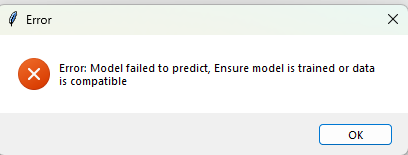 Error
Error: Model failed to predict, Ensure model is trained or data
is compatible
OK